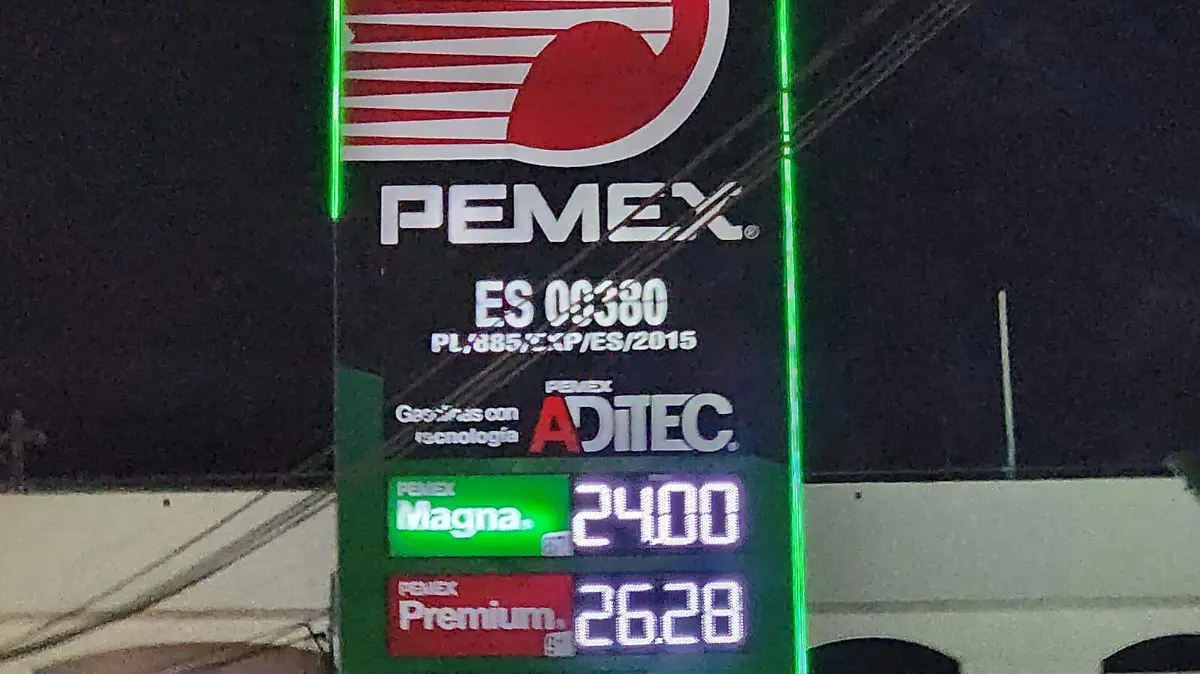 PEMEX®
ES 00380
PL/885/EXP/ES/2015
PEMEX
Gasolinas con
tecnología
ADiTEC®
PEMEX
Magna®
24.00
PEMEX
Premium®
26.28